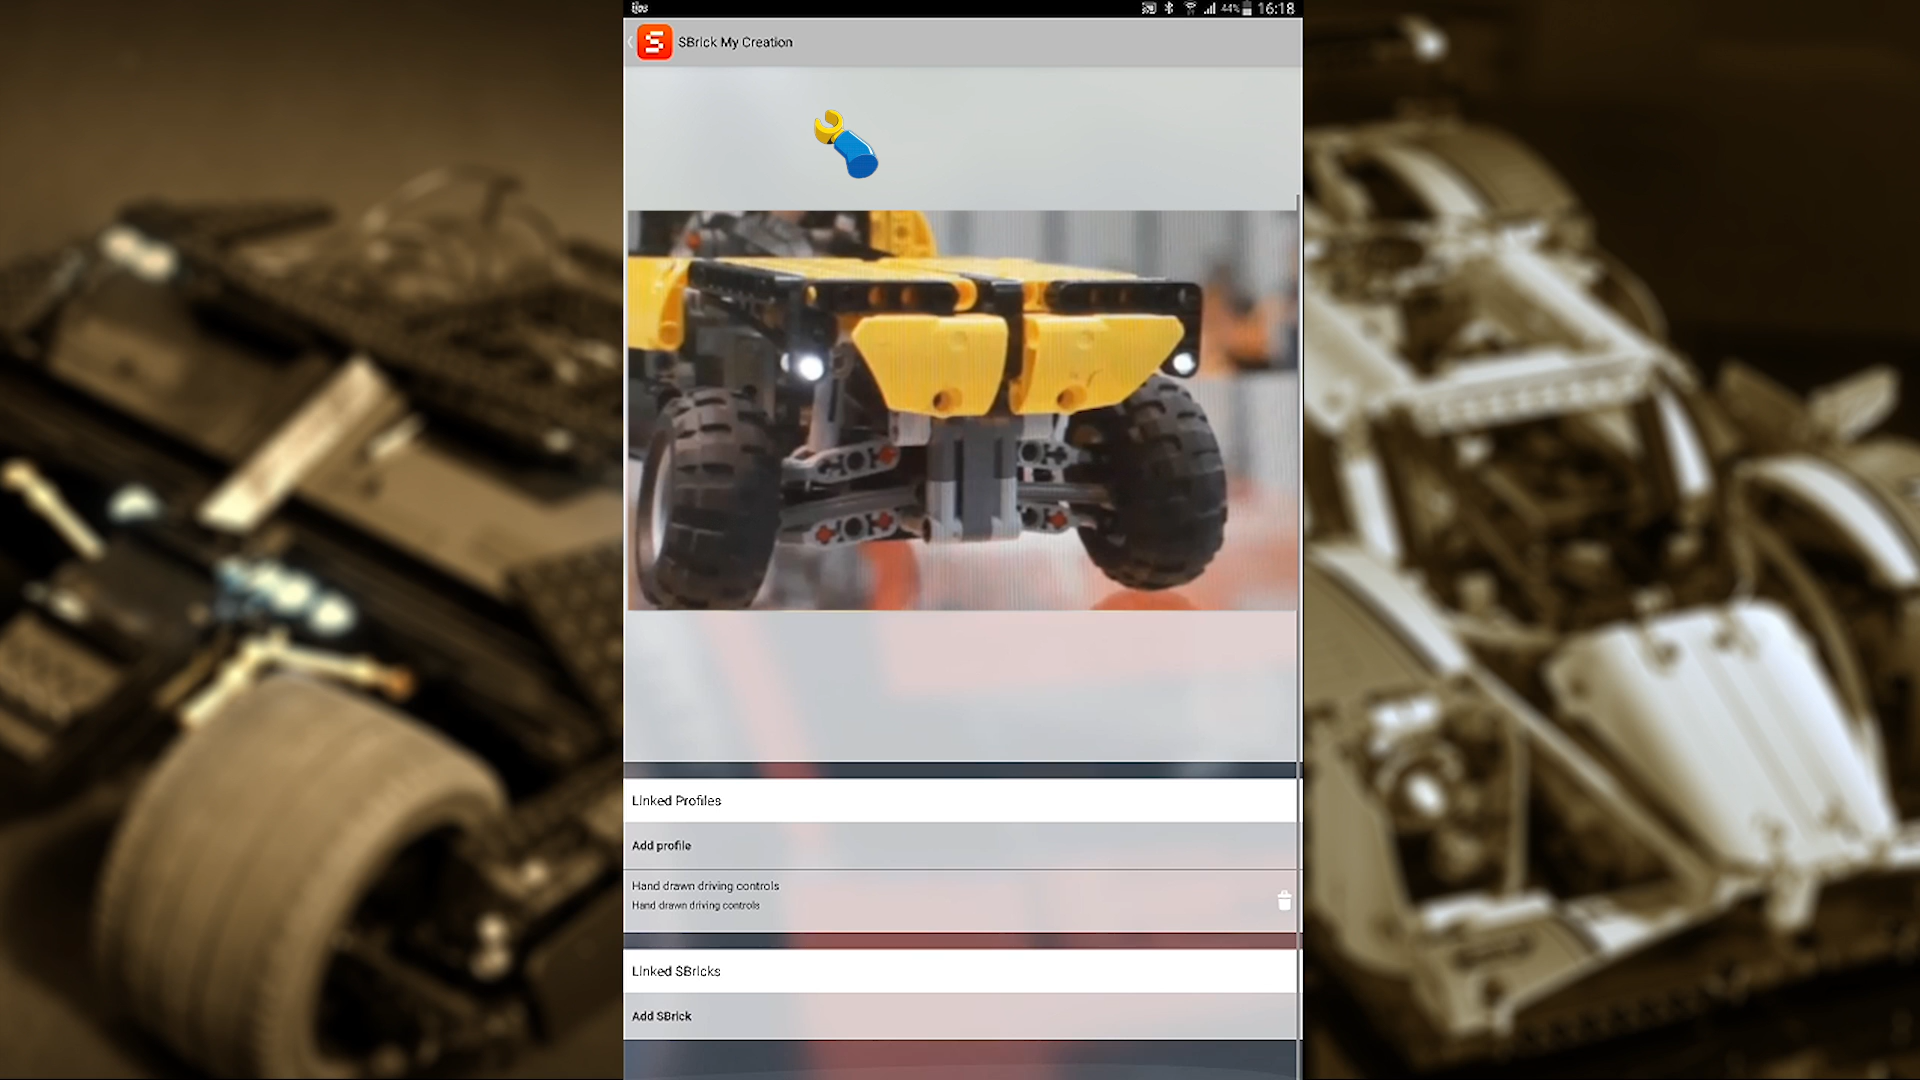 44% 16:18
SBrick My Creation
Linked Profiles
Add profile
Hand drawn driving controls
Hand drawn driving controls
Linked SBricks
Add SBrick